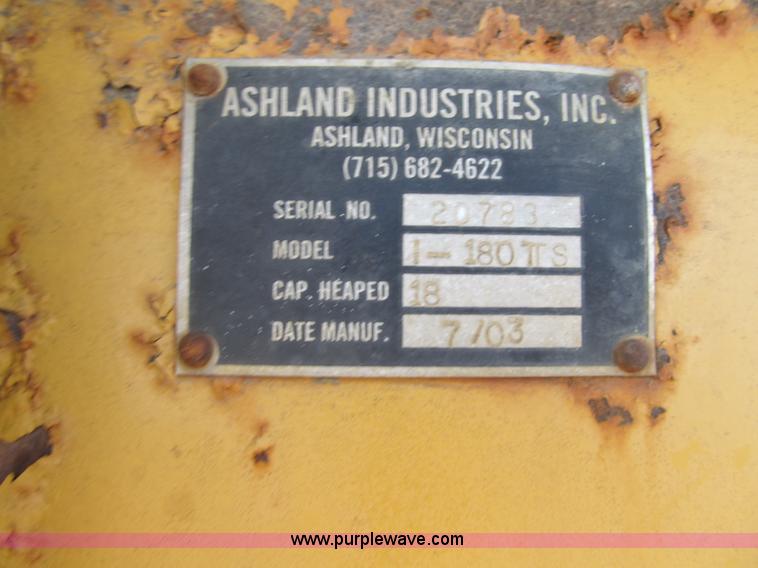 ASHLAND INDUSTRIES, INC.
ASHLAND, WISCONSIN
(715) 682-4622
SERIAL NO. 20783
MODEL I-180TTS
CAP. HEAPED 18
DATE MANUF. 7/03
www.purplewave.com